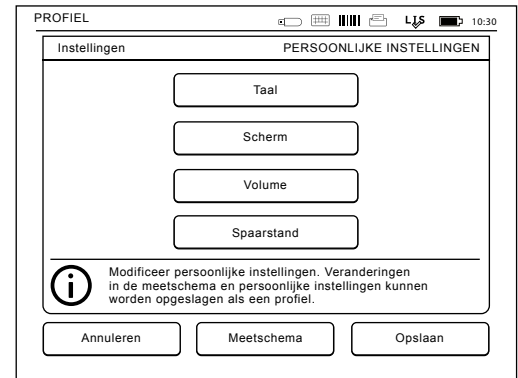 PROFIEL LIS 10:30
Instellingen PERSOONLIJKE INSTELLINGEN
Taal
Scherm
Volume
Spaarstand
Modificeer persoonlijke instellingen. Veranderingen
in de meetschema en persoonlijke instellingen kunnen
worden opgeslagen als een profiel.
Annuleren Meetschema Opslaan